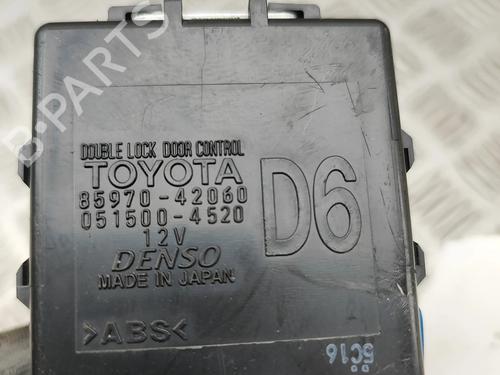 B-PARTS
DOUBLE LOCK DOOR CONTROL
TOYOTA
85970-42060
051500-4520
12V
DENSO
MADE IN JAPAN
D6
>ABS<
5C16